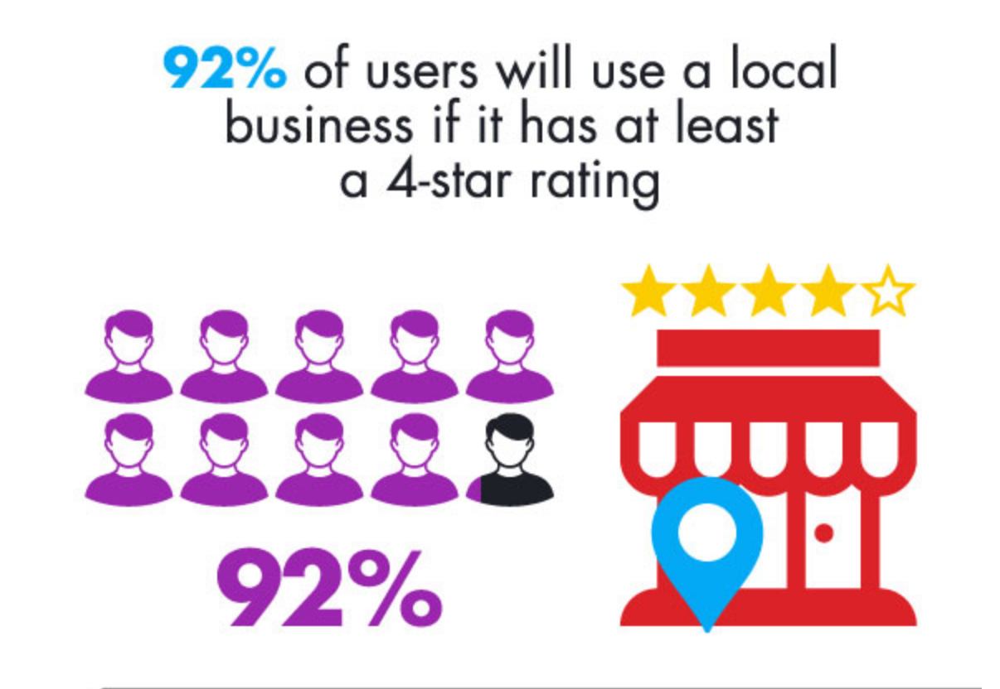 92% of users will use a local
business if it has at least
a 4-star rating
92%